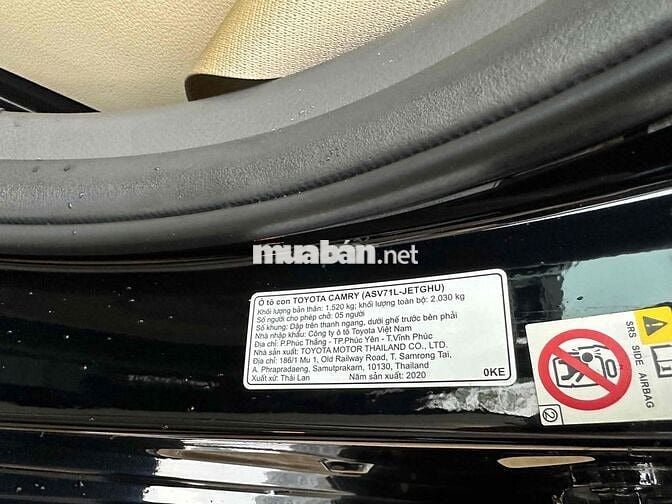 muabán.net
Ô tô con TOYOTA CAMRY (ASV71L-JETGHU)
Khối lượng bản thân: 1.520 kg; khối lượng toàn bộ: 2.030 kg
Số người cho phép chở: 05 người
Số khung: Dập trên thanh ngang, dưới ghế trước bên phải
Nhà nhập khẩu: Công ty ô tô Toyota Việt Nam
Địa chỉ: P.Phúc Thắng - TP.Phúc Yên - T.Vĩnh Phúc
Nhà sản xuất: TOYOTA MOTOR THAILAND CO., LTD.
Địa chỉ: 186/1 Mu 1, Old Railway Road, T. Samrong Tai,
A. Phrapradaeng, Samutprakarn, 10130, Thailand
Xuất xứ: Thái Lan Năm sản xuất: 2020 0KE
SRS SIDE AIRBAG
2